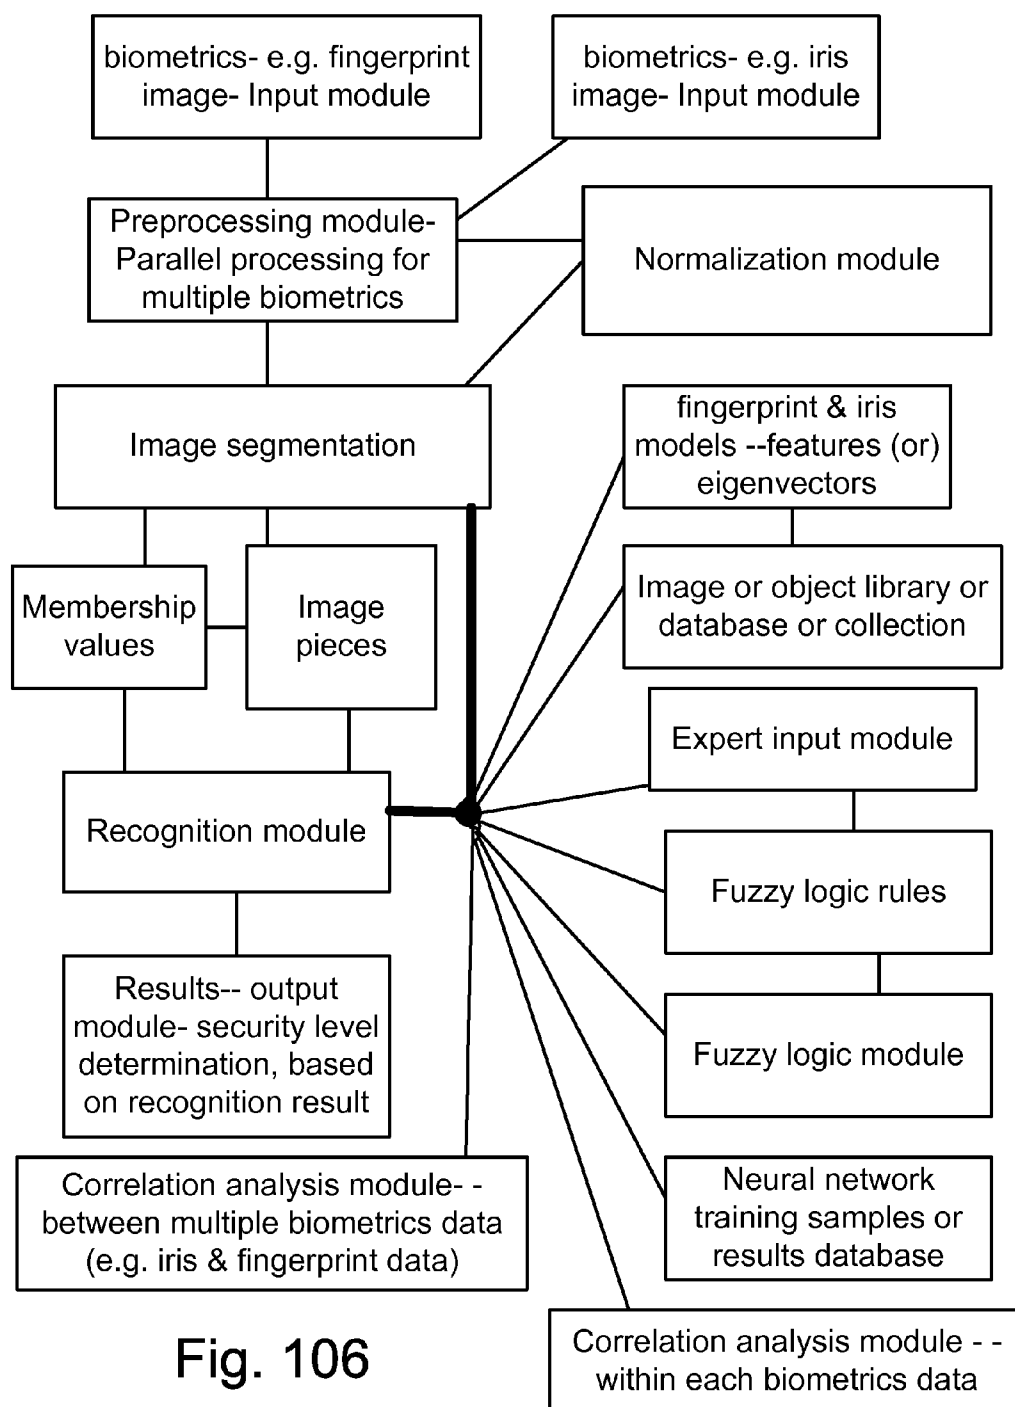 biometrics- e.g. fingerprint
image- Input module
biometrics- e.g. iris
image- Input module
Preprocessing module-
Parallel processing for
multiple biometrics
Normalization module
Image segmentation
fingerprint & iris
models --features (or)
eigenvectors
Membership
values
Image
pieces
Image or object library or
database or collection
Expert input module
Recognition module
Fuzzy logic rules
Results-- output
module- security level
determination, based
on recognition result
Fuzzy logic module
Correlation analysis module- -
between multiple biometrics data
(e.g. iris & fingerprint data)
Neural network
training samples or
results database
Correlation analysis module - -
within each biometrics data
Fig. 106